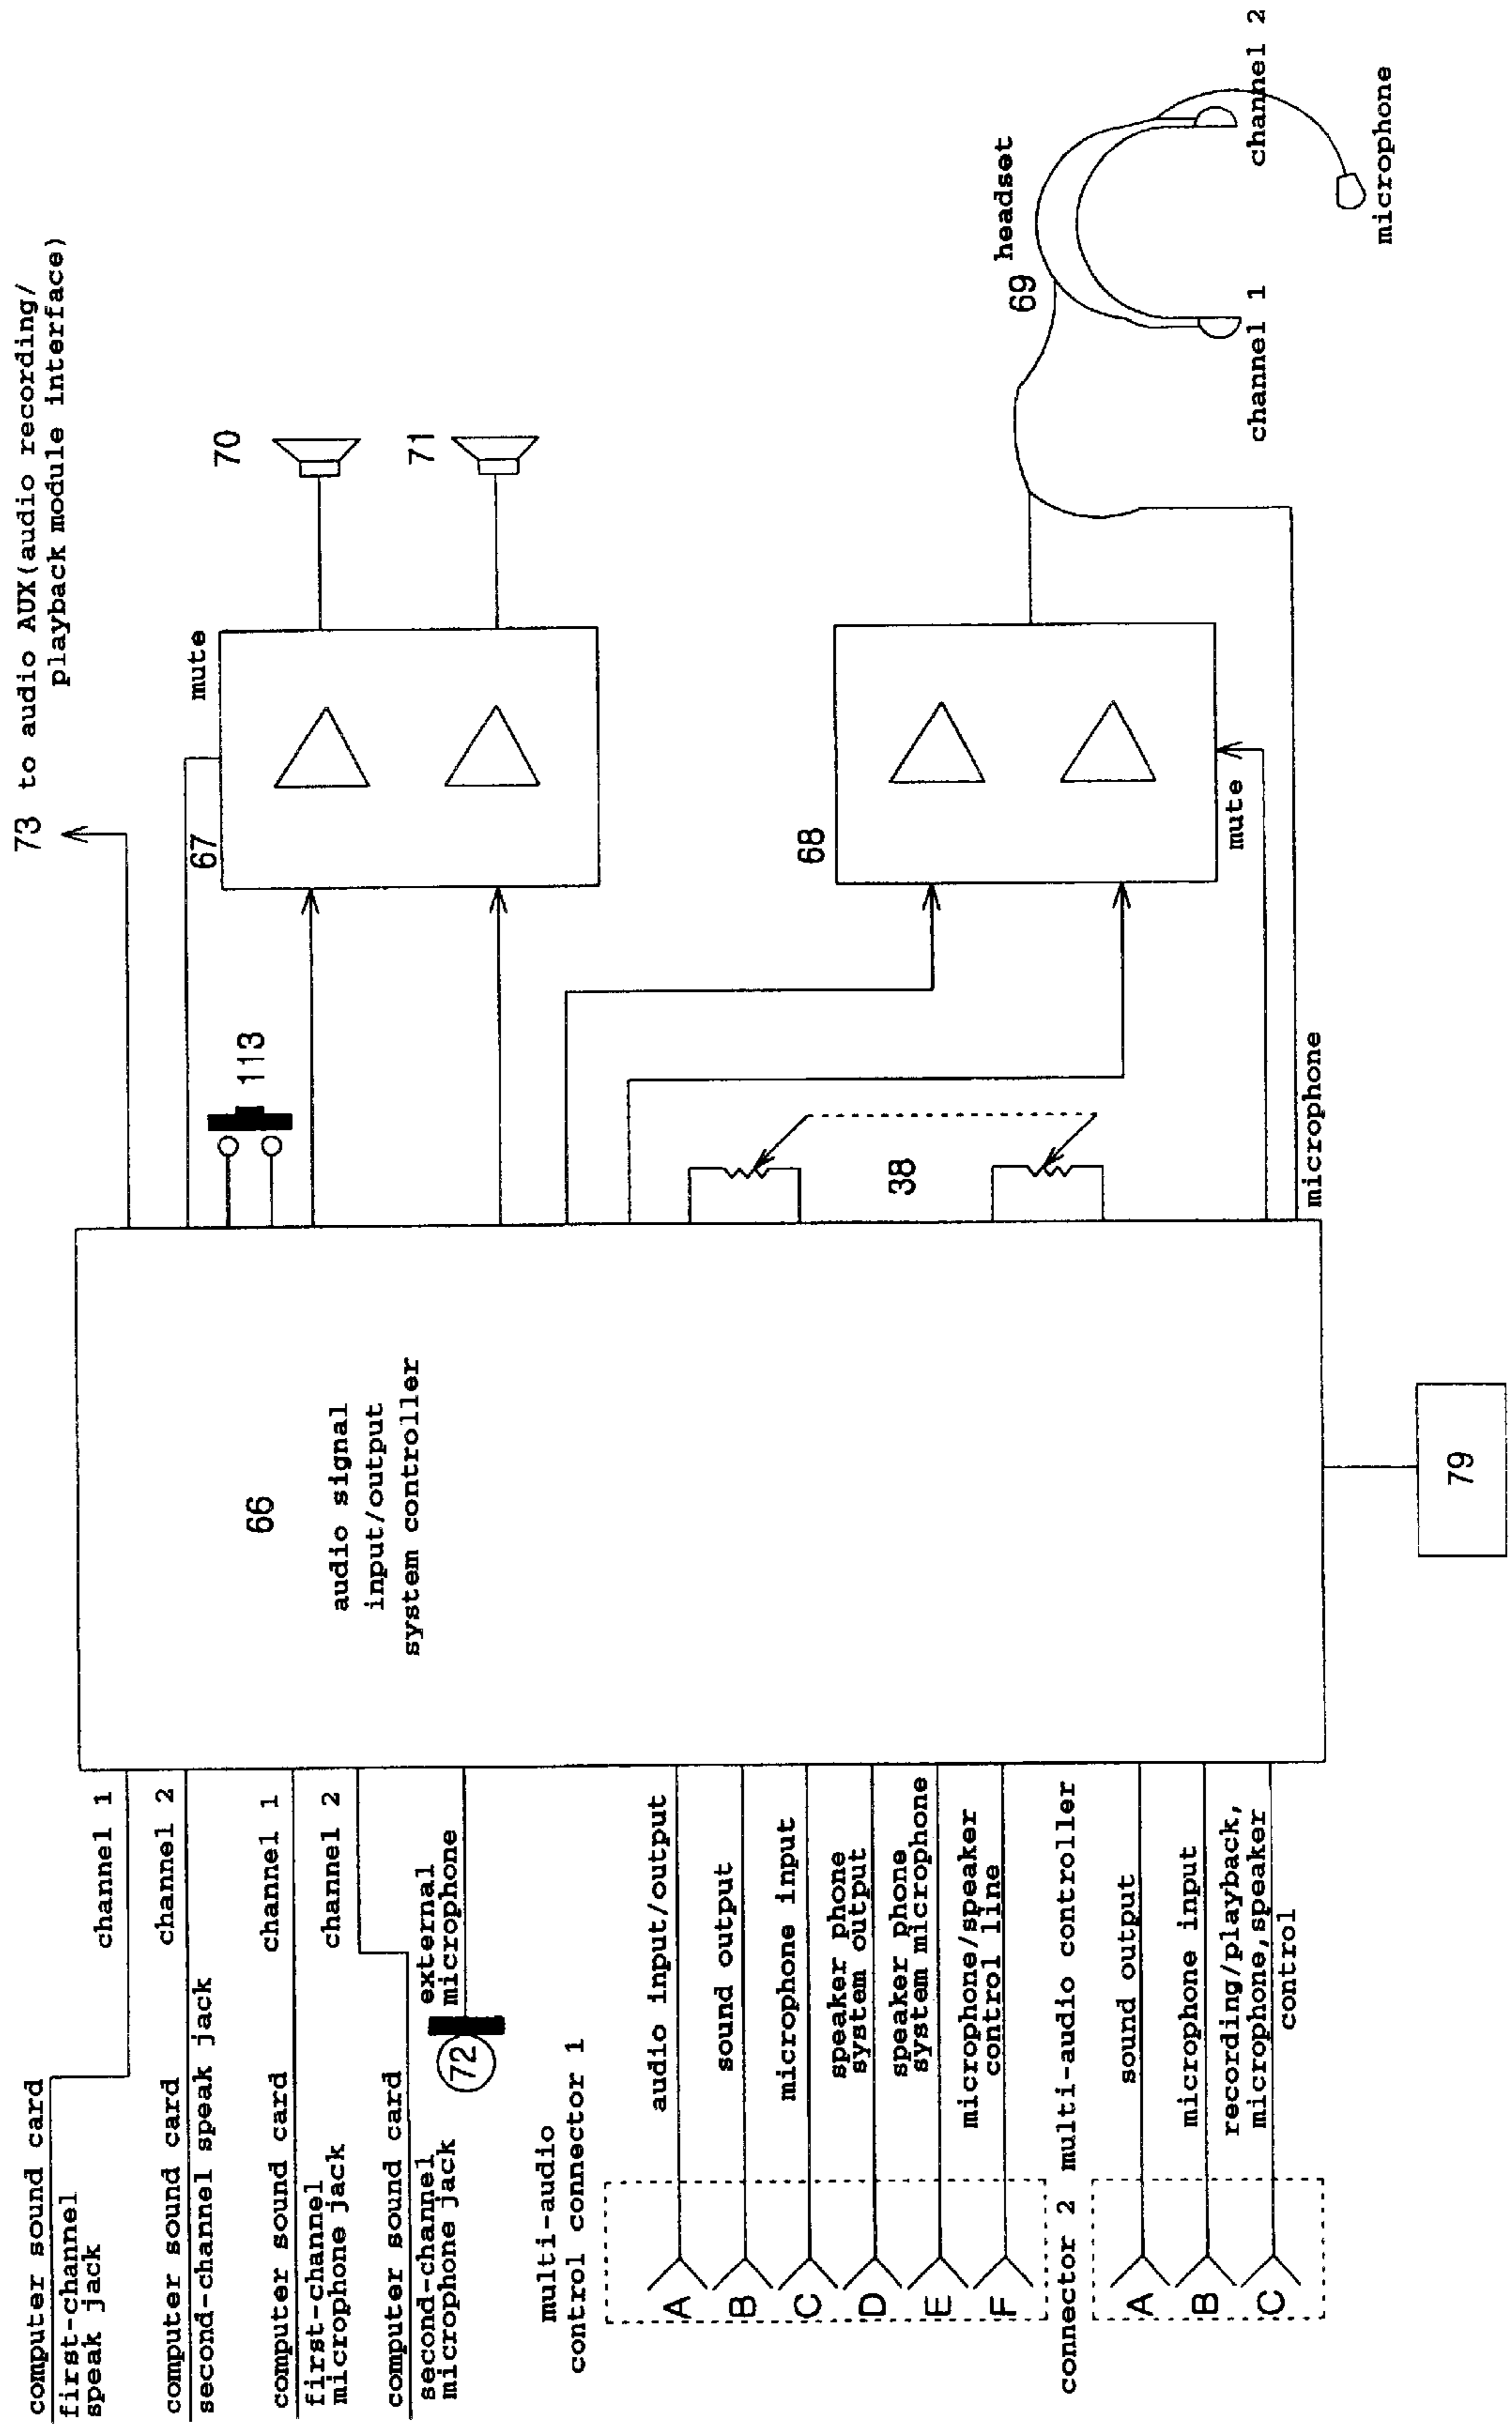 73 to audio AUX(audio recording/
playback module interface)
computer sound card
first-channel
speak jack
channel 1
computer sound card
second-channel speak jack
channel 2
computer sound card
first-channel
microphone jack
channel 1
computer sound card
second-channel
microphone jack
channel 2
72
external
microphone
66
audio signal
input/output
system controller
113
67
mute
70
71
multi-audio
control connector 1
A
audio input/output
B
sound output
C
microphone input
D
speaker phone
system output
E
speaker phone
system microphone
F
microphone/speaker
control line
38
68
mute
69
headset
channel 1
channel 2
microphone
connector 2 multi-audio controller
A
sound output
B
microphone input
C
recording/playback,
microphone,speaker
control
microphone
79